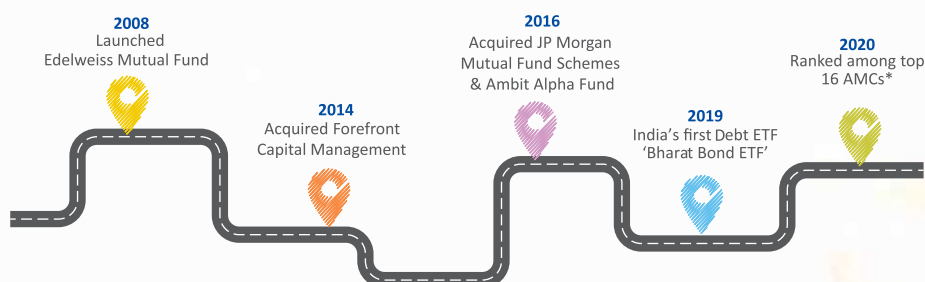 2008
Launched
Edelweiss Mutual Fund
2014
Acquired Forefront
Capital Management
2016
Acquired JP Morgan
Mutual Fund Schemes
& Ambit Alpha Fund
2019
India’s first Debt ETF
‘Bharat Bond ETF’
2020
Ranked among top
16 AMCs*